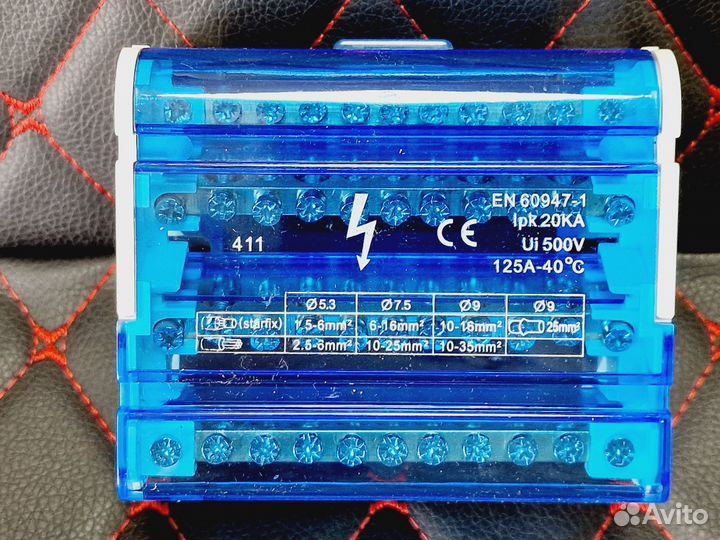 EN 60947-1
Ipk 20KA
411
CE
Ui 500V
125A-40°C
Ø5.3 Ø7.5 Ø9 Ø9
(starfix) 1.5-6mm² 6-16mm² 10-16mm² 25mm²
2.5-6mm² 10-25mm² 10-35mm²
Avito